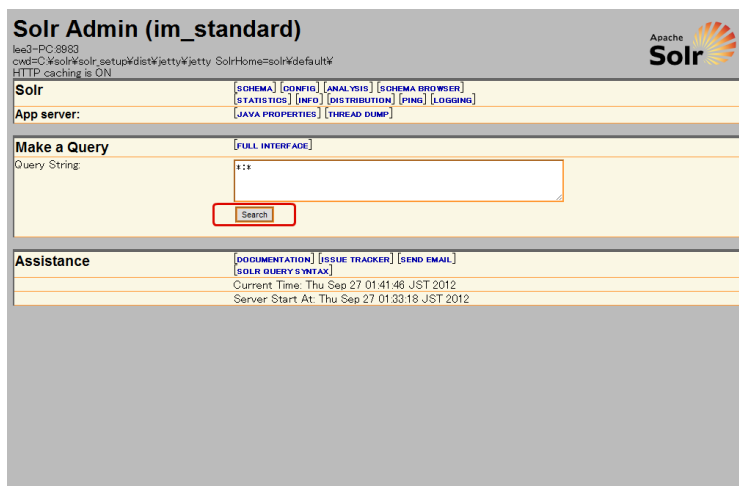 Solr Admin (im_standard)
lee3-PC:8983
cwd=C:¥solr¥solr_setup¥dist¥jetty¥jetty SolrHome=solr¥default¥
HTTP caching is ON
Apache
Solr
Solr
[SCHEMA] [CONFIG] [ANALYSIS] [SCHEMA BROWSER]
[STATISTICS] [INFO] [DISTRIBUTION] [PING] [LOGGING]
App server:
[JAVA PROPERTIES] [THREAD DUMP]
Make a Query
[FULL INTERFACE]
Query String:
*:*
Search
Assistance
[DOCUMENTATION] [ISSUE TRACKER] [SEND EMAIL]
[SOLR QUERY SYNTAX]
Current Time: Thu Sep 27 01:41:46 JST 2012
Server Start At: Thu Sep 27 01:33:18 JST 2012